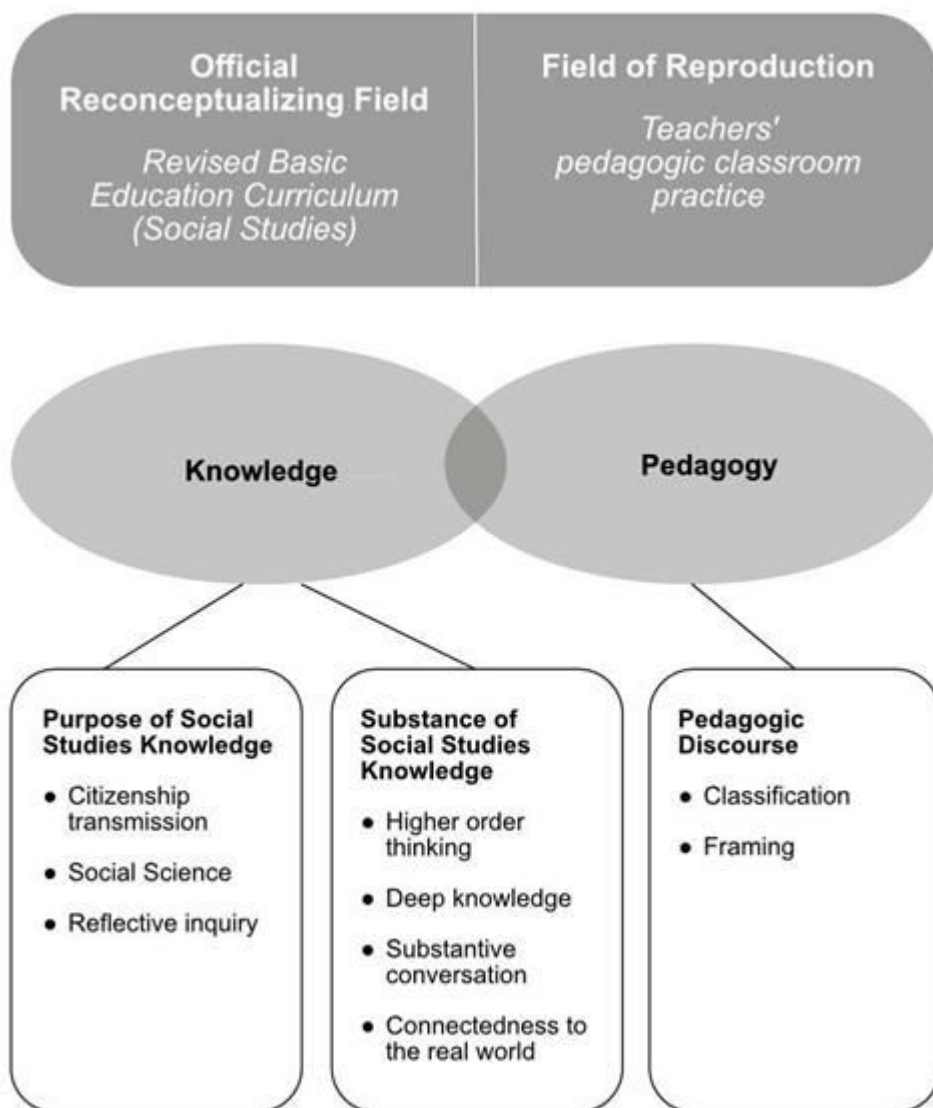 Official
Reconceptualizing Field
Revised Basic
Education Curriculum
(Social Studies)
Field of Reproduction
Teachers'
pedagogic classroom
practice
Knowledge
Pedagogy
Purpose of Social
Studies Knowledge
● Citizenship
transmission
● Social Science
● Reflective inquiry
Substance of
Social Studies
Knowledge
● Higher order
thinking
● Deep knowledge
● Substantive
conversation
● Connectedness to
the real world
Pedagogic
Discourse
● Classification
● Framing